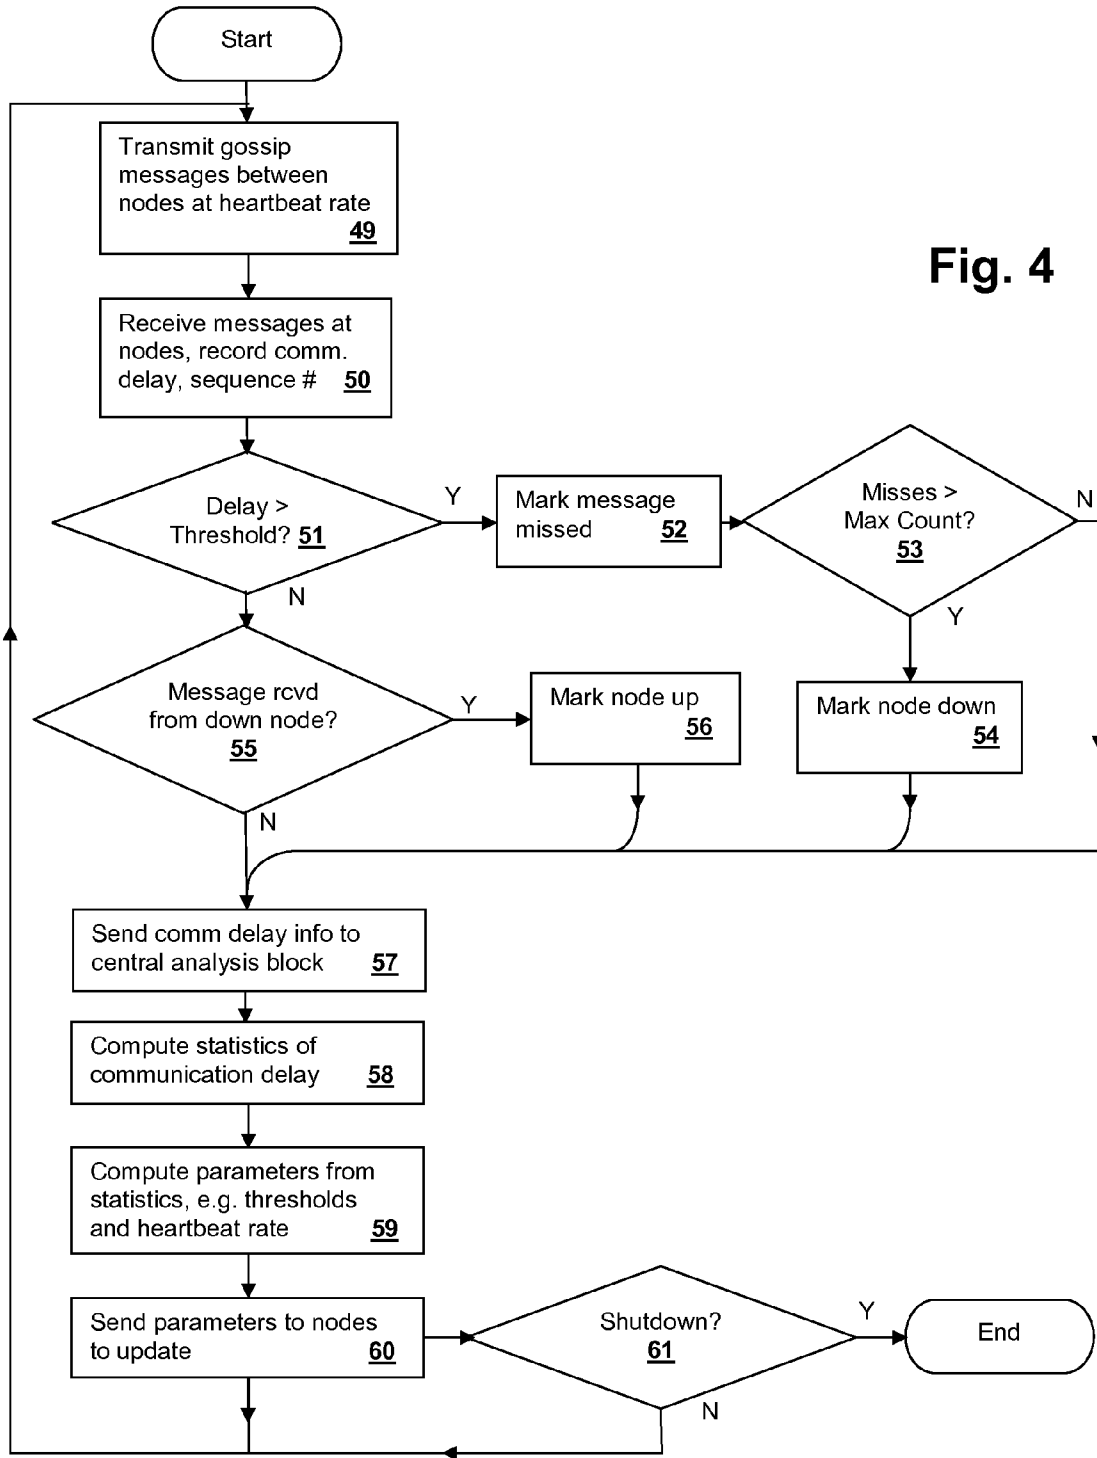 Start
Transmit gossip
messages between
nodes at heartbeat rate
49
Fig. 4
Receive messages at
nodes, record comm.
delay, sequence # 50
Delay >
Threshold? 51
Y
N
Mark message
missed 52
Misses >
Max Count?
53
N
Y
Message rcvd
from down node?
55
Y
N
Mark node up
56
Mark node down
54
Send comm delay info to
central analysis block 57
Compute statistics of
communication delay 58
Compute parameters from
statistics, e.g. thresholds
and heartbeat rate 59
Send parameters to nodes
to update 60
Shutdown?
61
Y
N
End